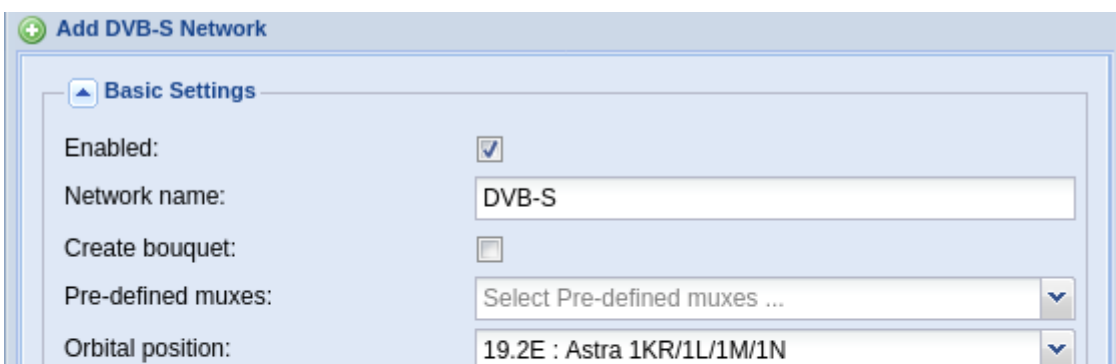 Add DVB-S Network
Basic Settings
Enabled:
Network name: DVB-S
Create bouquet:
Pre-defined muxes: Select Pre-defined muxes ...
Orbital position: 19.2E : Astra 1KR/1L/1M/1N